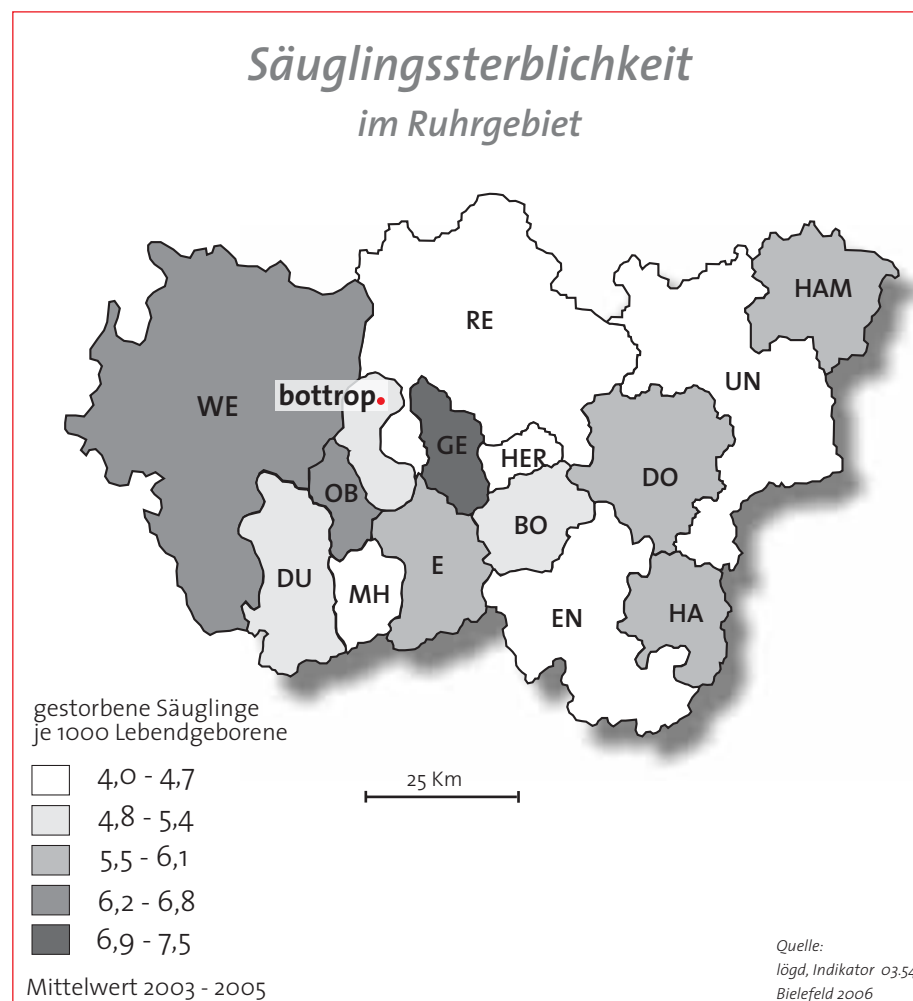 Säuglingssterblichkeit
im Ruhrgebiet
HAM
RE
UN
WE
bottrop.
GE
HER
DO
OB
BO
DU
E
MH
EN
HA
gestorbene Säuglinge
je 1000 Lebendgeborene
4,0 - 4,7
4,8 - 5,4
5,5 - 6,1
6,2 - 6,8
6,9 - 7,5
25 Km
Mittelwert 2003 - 2005
Quelle:
lögd, Indikator 03.54
Bielefeld 2006